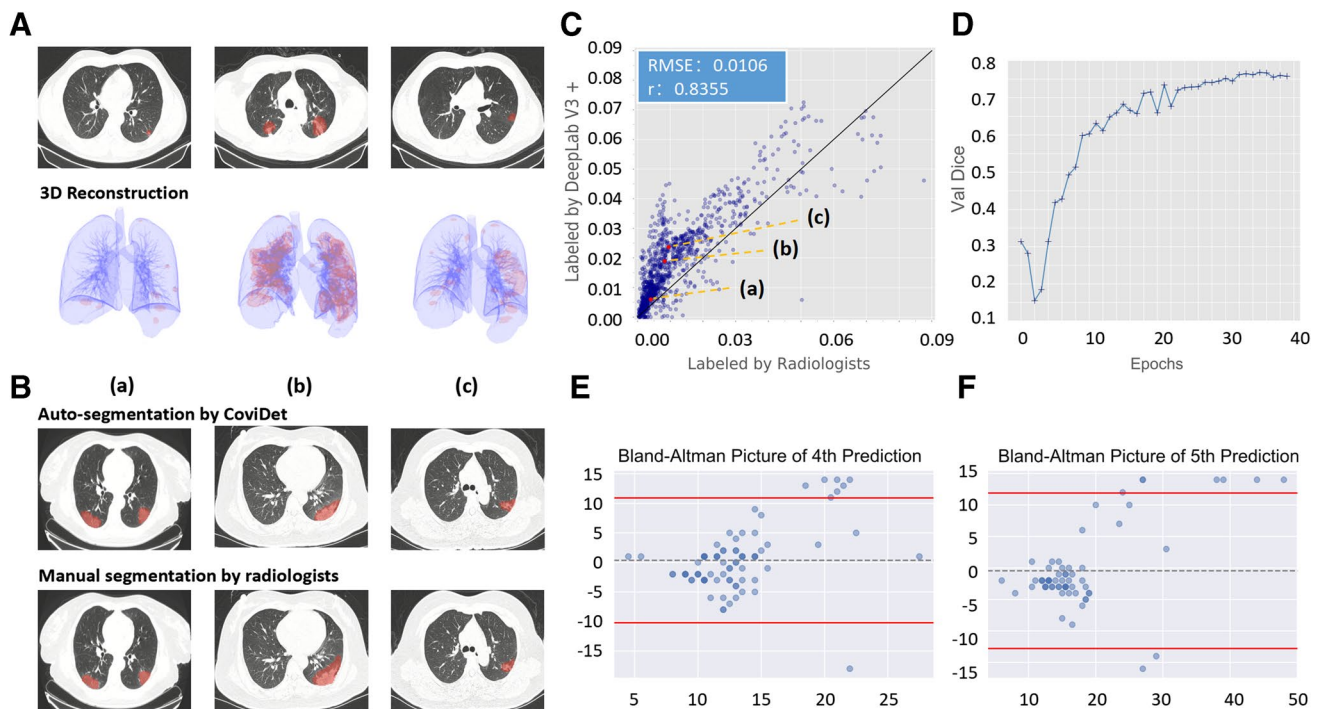 A
3D Reconstruction
B
(a)
(b)
(c)
Auto-segmentation by CoviDet
Manual segmentation by radiologists
C
RMSE: 0.0106
r: 0.8355
Labeled by DeepLab V3 +
0.09
0.08
0.07
0.06
0.05
0.04
0.03
0.02
0.01
0.00
(c)
(b)
(a)
0.00 0.03 0.06 0.09
Labeled by Radiologists
D
Val Dice
0.8
0.7
0.6
0.5
0.4
0.3
0.2
0.1
0 10 20 30 40
Epochs
E
Bland-Altman Picture of 4th Prediction
15
10
5
0
-5
-10
-15
5 10 15 20 25
F
Bland-Altman Picture of 5th Prediction
15
10
5
0
-5
-10
-15
10 20 30 40 50